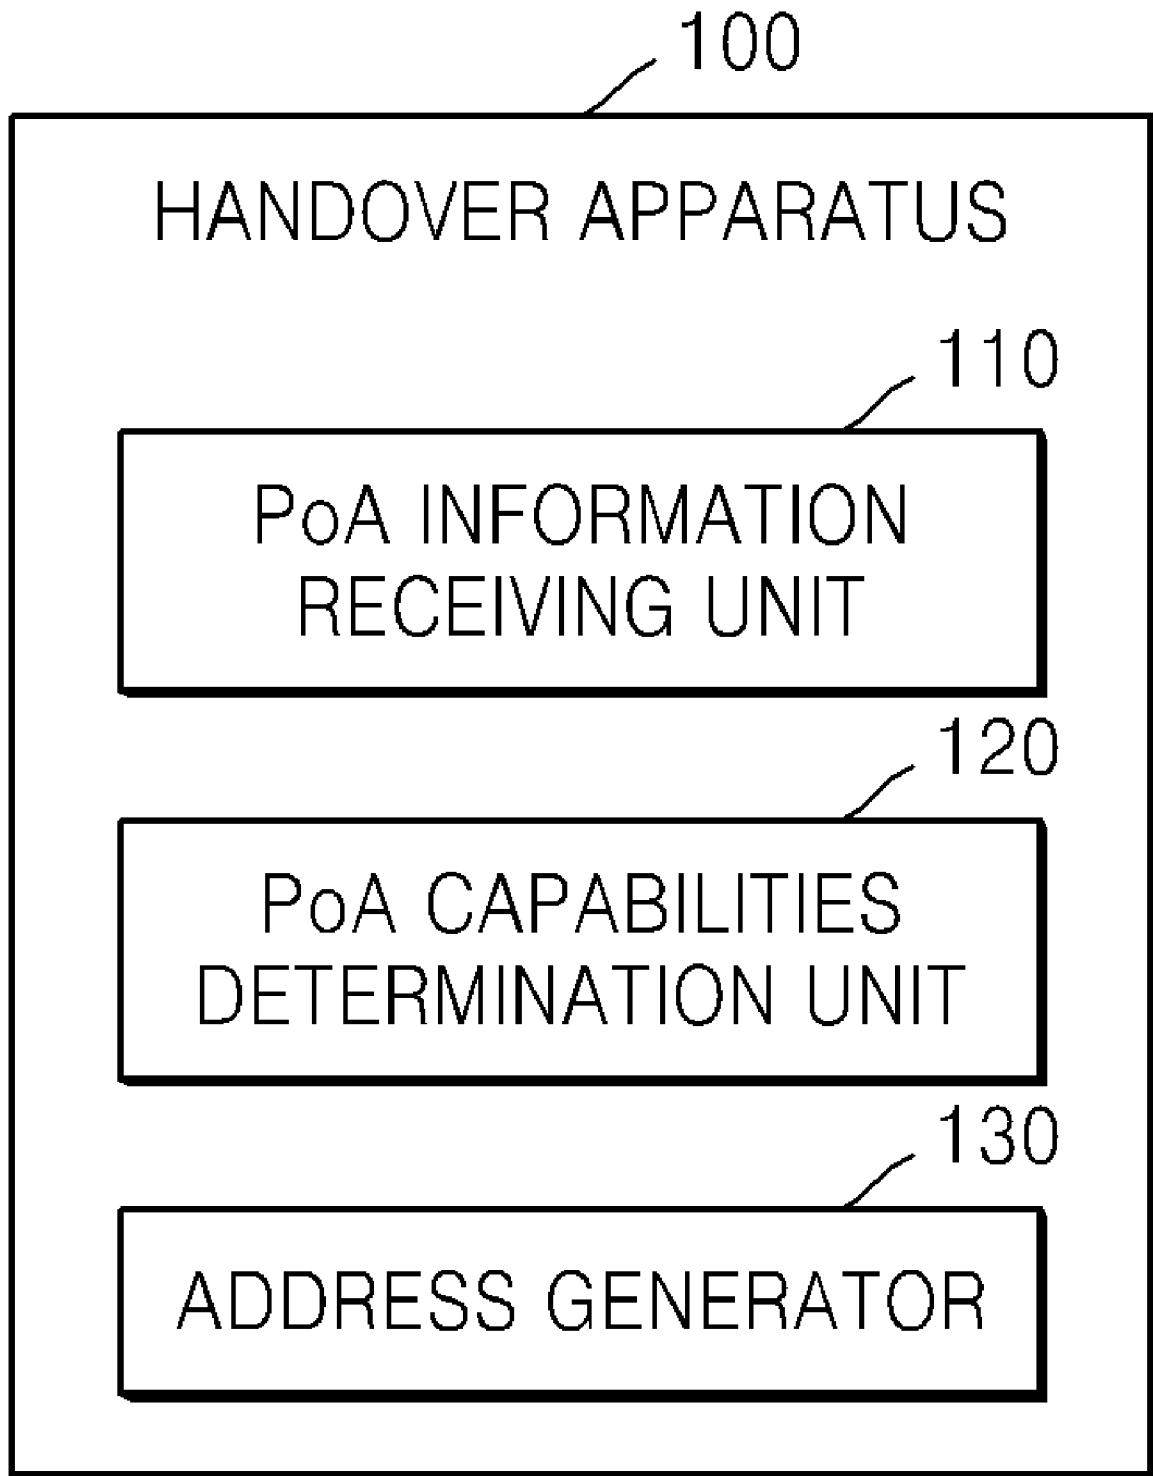 100
HANDOVER APPARATUS
110
PoA INFORMATION
RECEIVING UNIT
120
PoA CAPABILITIES
DETERMINATION UNIT
130
ADDRESS GENERATOR